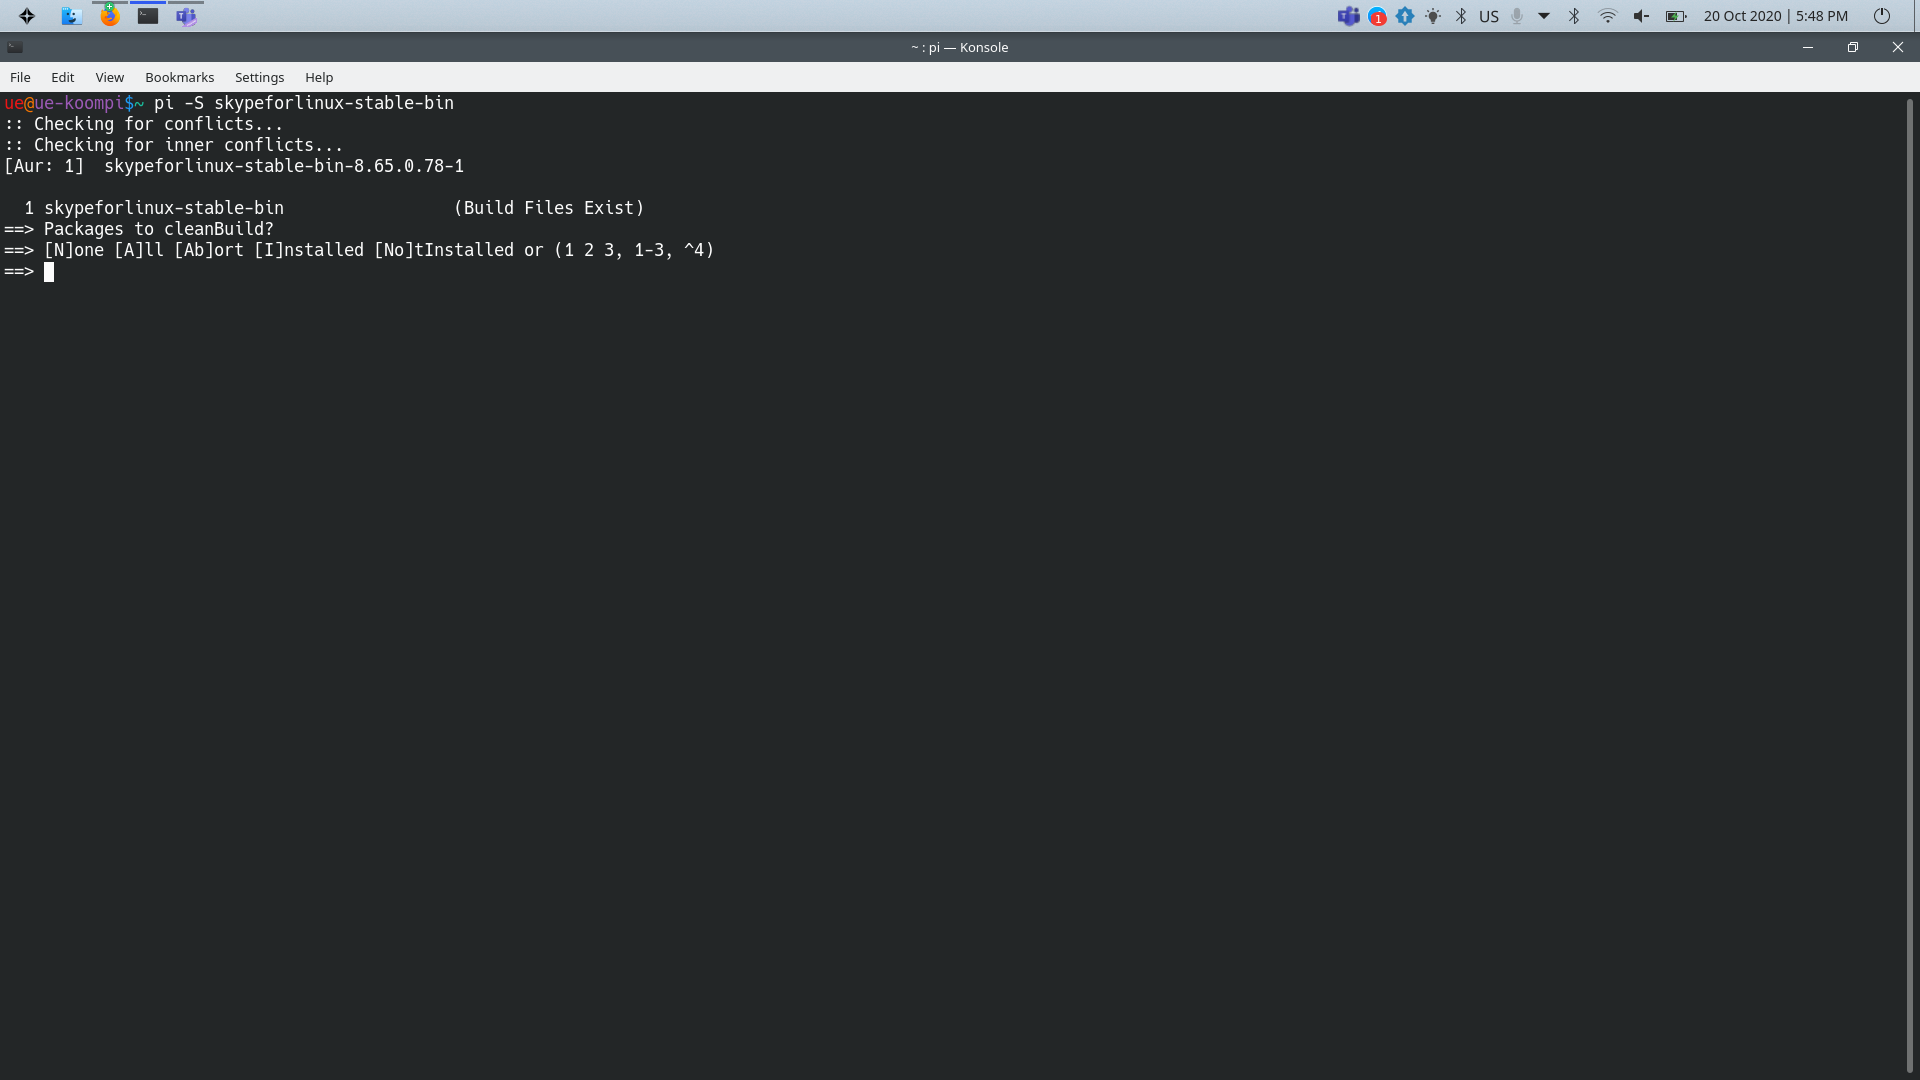 1
US
20 Oct 2020 | 5:48 PM
~ : pi — Konsole
File Edit View Bookmarks Settings Help
ue@ue-koompi$~ pi -S skypeforlinux-stable-bin
:: Checking for conflicts...
:: Checking for inner conflicts...
[Aur: 1]  skypeforlinux-stable-bin-8.65.0.78-1
1 skypeforlinux-stable-bin                 (Build Files Exist)
==> Packages to cleanBuild?
==> [N]one [A]ll [Ab]ort [I]nstalled [No]tInstalled or (1 2 3, 1-3, ^4)
==>